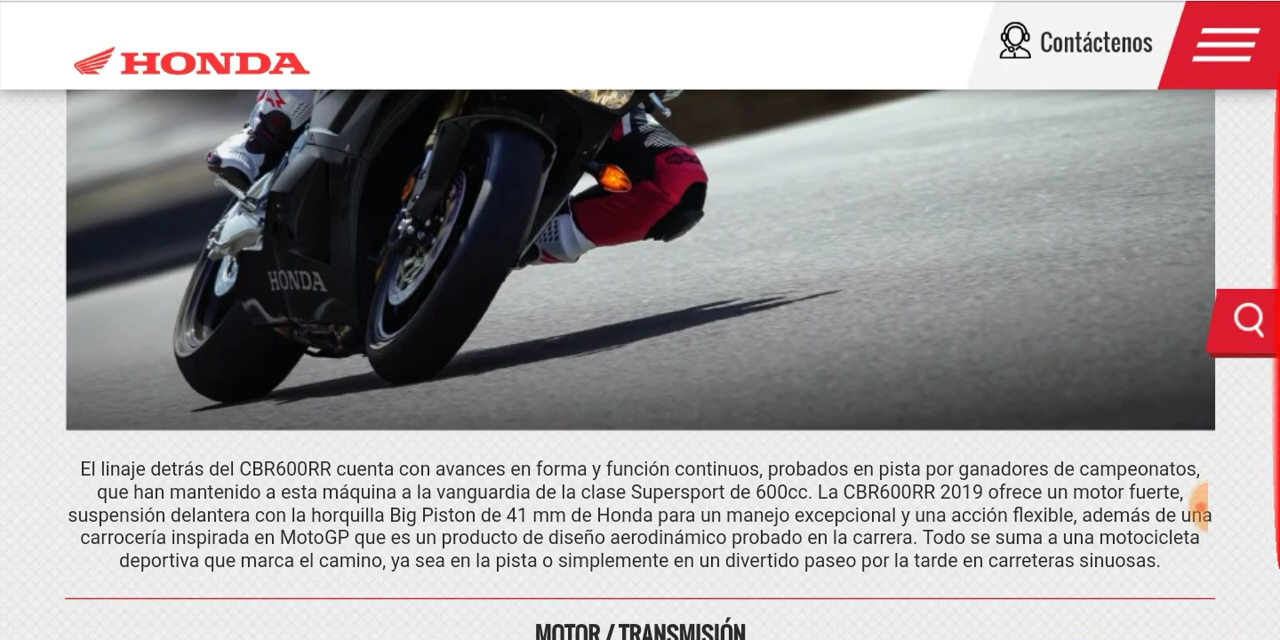 HONDA
Contáctenos
HONDA
El linaje detrás del CBR600RR cuenta con avances en forma y función continuos, probados en pista por ganadores de campeonatos,
que han mantenido a esta máquina a la vanguardia de la clase Supersport de 600cc. La CBR600RR 2019 ofrece un motor fuerte,
suspensión delantera con la horquilla Big Piston de 41 mm de Honda para un manejo excepcional y una acción flexible, además de una
carrocería inspirada en MotoGP que es un producto de diseño aerodinámico probado en la carrera. Todo se suma a una motocicleta
deportiva que marca el camino, ya sea en la pista o simplemente en un divertido paseo por la tarde en carreteras sinuosas.
MOTOR / TRANSMISIÓN